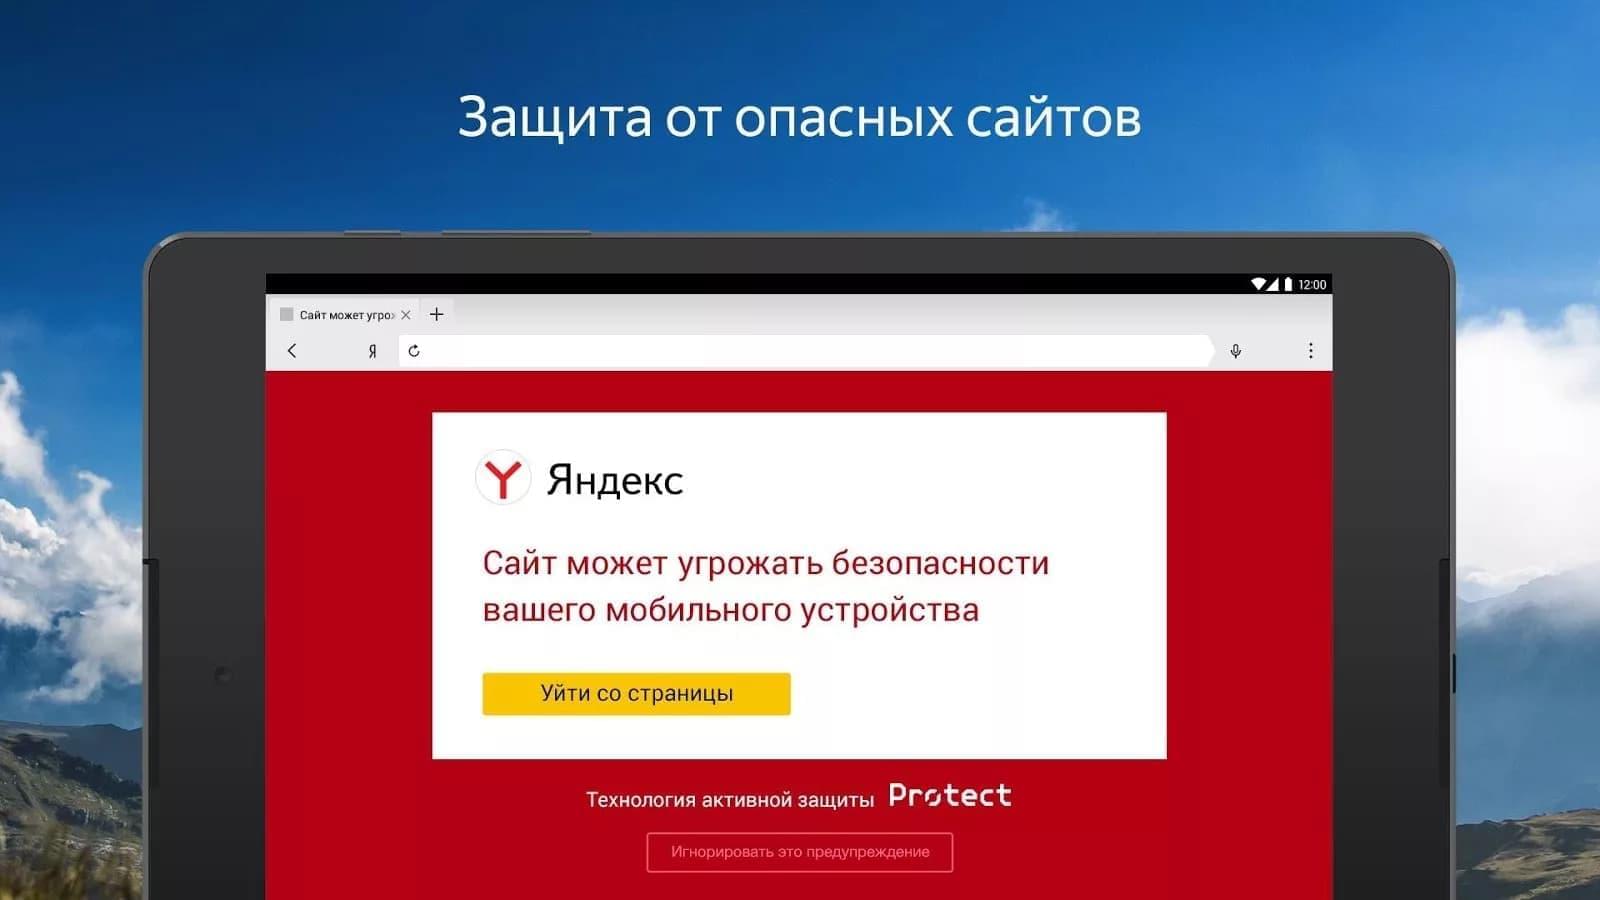 Защита от опасных сайтов
12:00
Сайт может угро
Я
Яндекс
Сайт может угрожать безопасности
вашего мобильного устройства
Уйти со страницы
Технология активной защиты Protect
Игнорировать это предупреждение